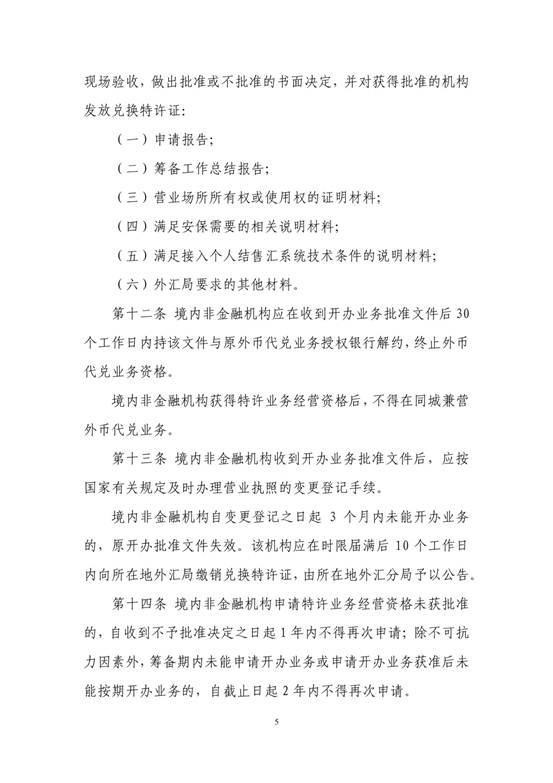 现场验收，做出批准或不批准的书面决定，并对获得批准的机构
发放兑换特许证：
（一）申请报告；
（二）筹备工作总结报告；
（三）营业场所所有权或使用权的证明材料；
（四）满足安保需要的相关说明材料；
（五）满足接入个人结售汇系统技术条件的说明材料；
（六）外汇局要求的其他材料。
第十二条 境内非金融机构应在收到开办业务批准文件后 30
个工作日内持该文件与原外币代兑业务授权银行解约，终止外币
代兑业务资格。
境内非金融机构获得特许业务经营资格后，不得在同城兼营
外币代兑业务。
第十三条 境内非金融机构收到开办业务批准文件后，应按
国家有关规定及时办理营业执照的变更登记手续。
境内非金融机构自变更登记之日起 3 个月内未能开办业务
的，原开办批准文件失效。该机构应在时限届满后 10 个工作日
内向所在地外汇局缴销兑换特许证，由所在地外汇分局予以公告。
第十四条 境内非金融机构申请特许业务经营资格未获批准
的，自收到不予批准决定之日起 1 年内不得再次申请；除不可抗
力因素外，筹备期内未能申请开办业务或申请开办业务获准后未
能按期开办业务的，自截止日起 2 年内不得再次申请。
5